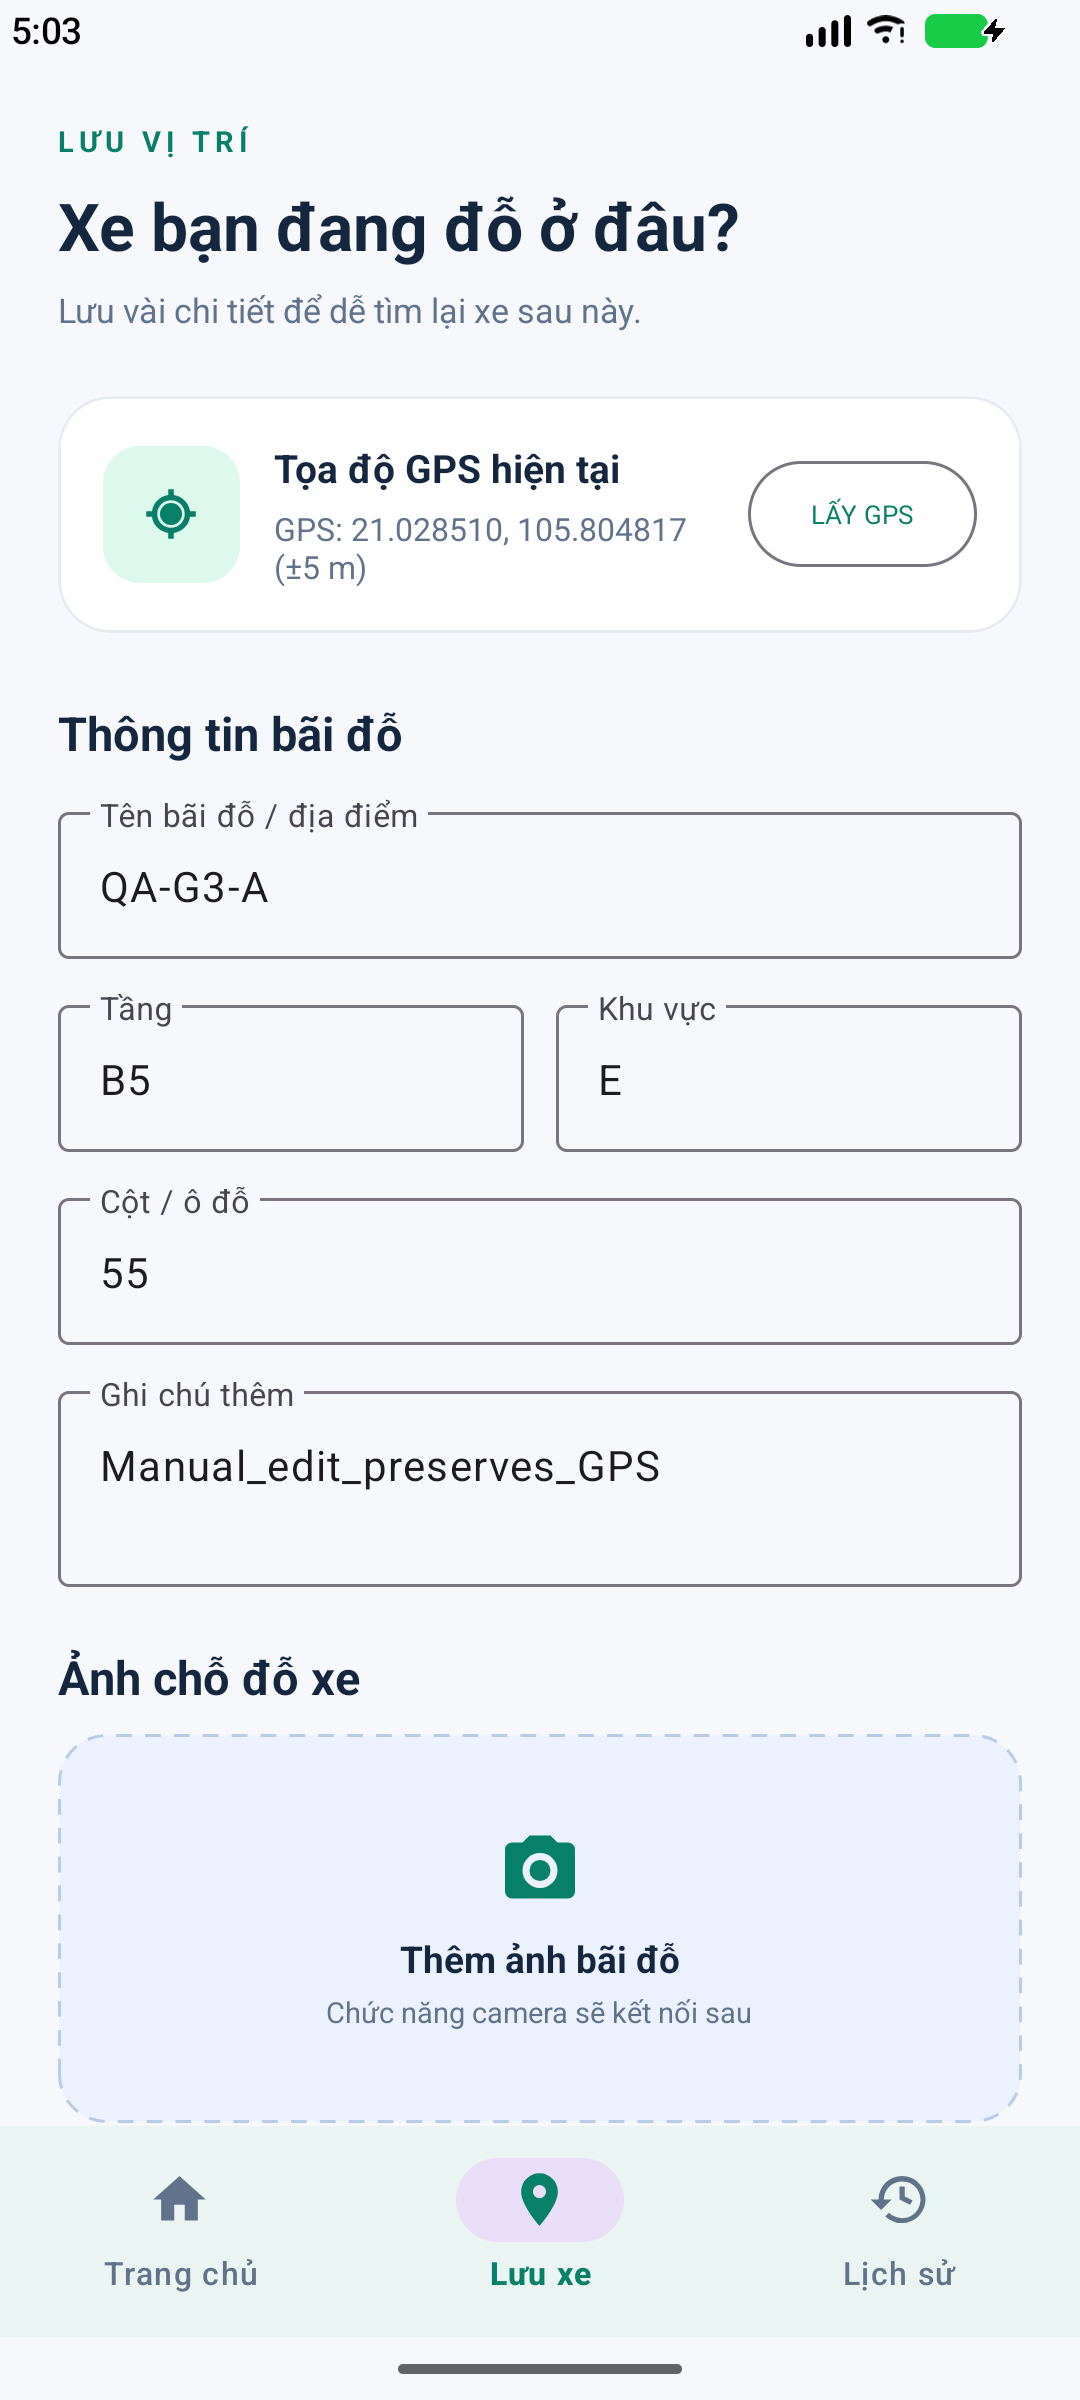 5:03
LƯU VỊ TRÍ
Xe bạn đang đỗ ở đâu?
Lưu vài chi tiết để dễ tìm lại xe sau này.
Tọa độ GPS hiện tại
GPS: 21.028510, 105.804817
(±5 m)
LẤY GPS
Thông tin bãi đỗ
Tên bãi đỗ / địa điểm
QA-G3-A
Tầng
B5
Khu vực
E
Cột / ô đỗ
55
Ghi chú thêm
Manual_edit_preserves_GPS
Ảnh chỗ đỗ xe
Thêm ảnh bãi đỗ
Chức năng camera sẽ kết nối sau
Trang chủ
Lưu xe
Lịch sử